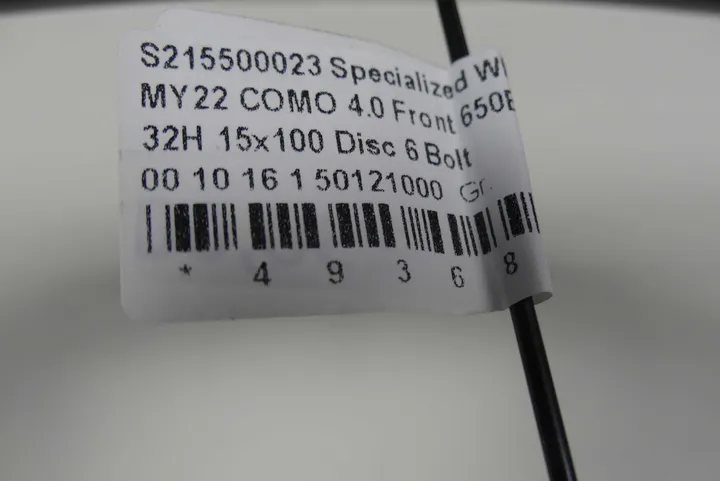 S215500023 Specialized
MY22 COMO 4.0 Front 650B
32H 15x100 Disc 6 Bolt
00 10 16 1 50121000
* 4 9 3 6 8